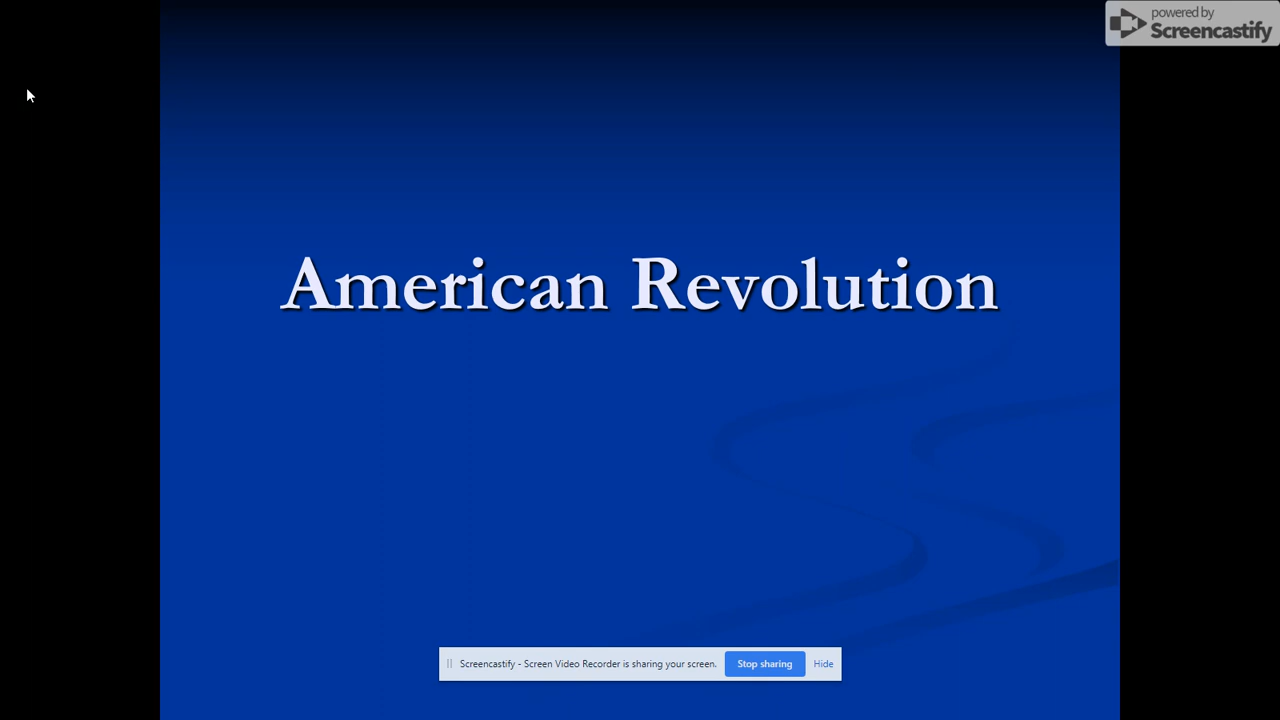 powered by
Screencastify
American Revolution
Screencastify - Screen Video Recorder is sharing your screen.
Stop sharing
Hide